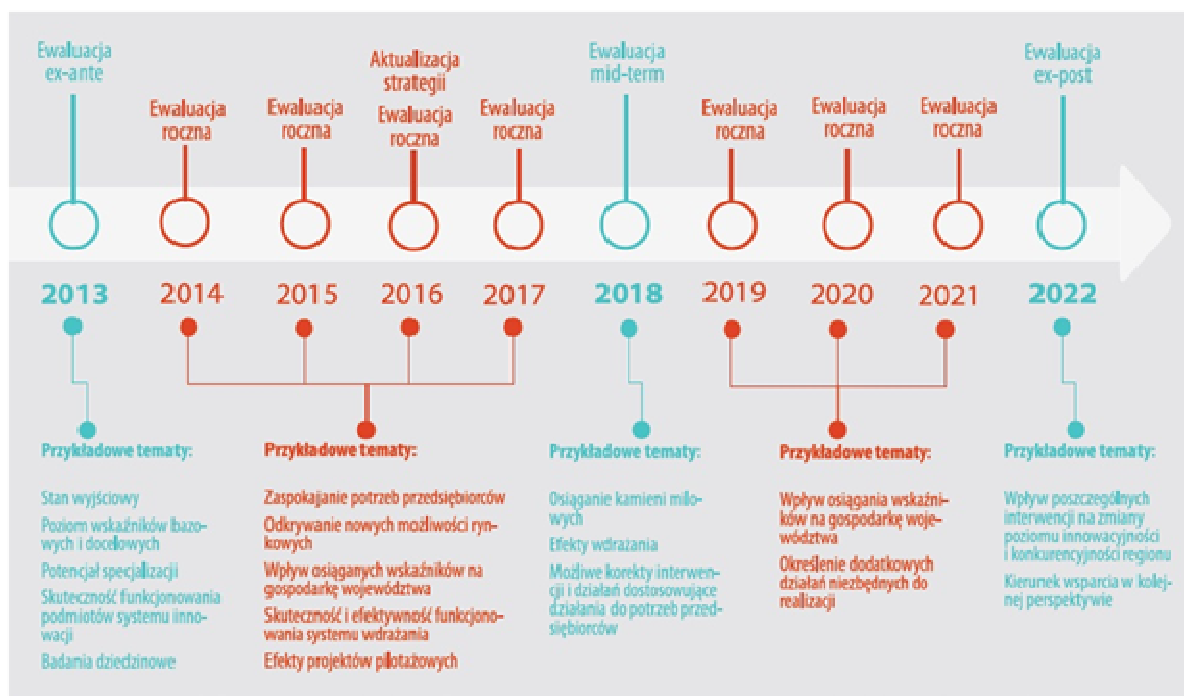 Ewaluacja
ex-ante
Ewaluacja
roczna
Ewaluacja
roczna
Aktualizacja
strategii
Ewaluacja
roczna
Ewaluacja
roczna
Ewaluacja
mid-term
Ewaluacja
roczna
Ewaluacja
roczna
Ewaluacja
roczna
Ewaluacja
ex-post
2013
2014
2015
2016
2017
2018
2019
2020
2021
2022
Przykładowe tematy:
Stan wyjściowy
Poziom wskaźników bazo-
wych i docelowych
Potencjał specjalizacji
Skuteczność funkcjonowania
podmiotów systemu inno-
wacji
Badania dziedzinowe
Przykładowe tematy:
Zaspokajanie potrzeb przedsiębiorców
Odkrywanie nowych możliwości ryn-
kowych
Wpływ osiąganych wskaźników na
gospodarkę województwa
Skuteczność i efektywność funkcjono-
wania systemu wdrażania
Efekty projektów pilotażowych
Przykładowe tematy:
Osiąganie kamieni milo-
wych
Efekty wdrażania
Możliwe korekty interwen-
cji i działań dostosowujące
działania do potrzeb przed-
siębiorców
Przykładowe tematy:
Wpływ osiągania wskaźni-
ków na gospodarkę woje-
wództwa
Określenie dodatkowych
działań niezbędnych do
realizacji
Przykładowe tematy:
Wpływ poszczególnych
interwencji na zmiany
poziomu innowacyjności
i konkurencyjności regionu
Kierunek wsparcia w kolej-
nej perspektywie